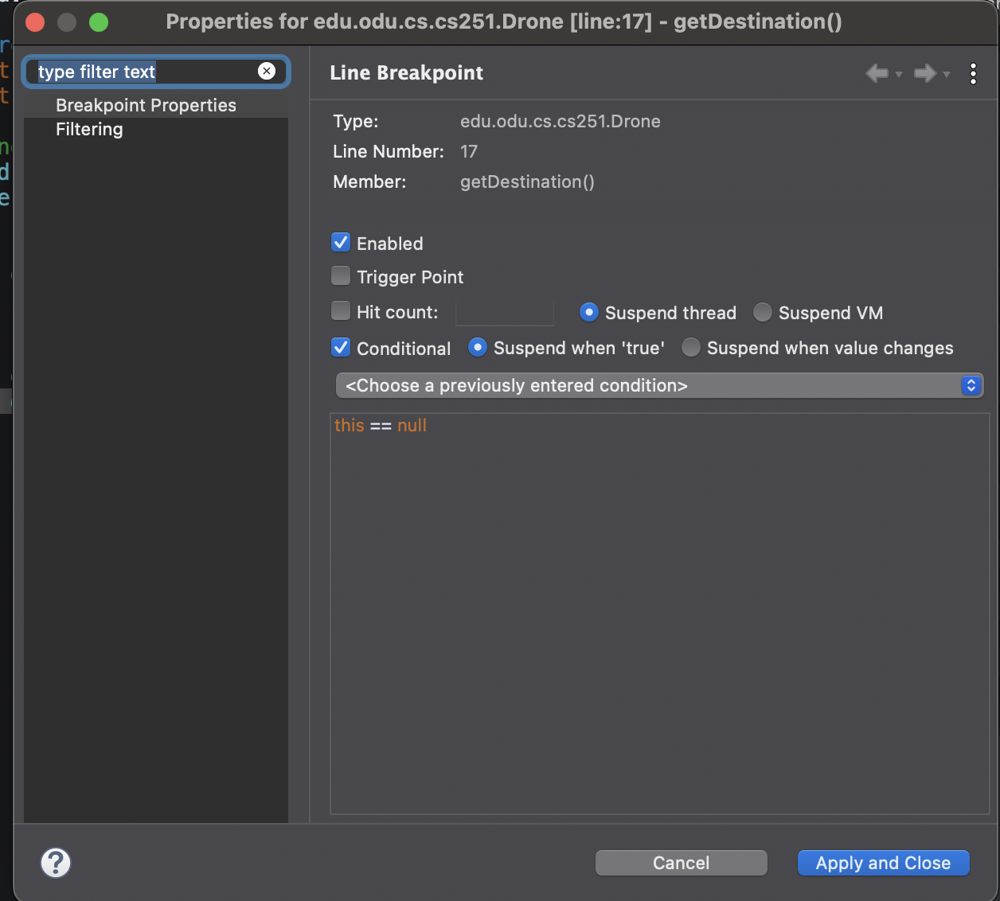 Properties for edu.odu.cs.cs251.Drone [line:17] - getDestination()
type filter text
Breakpoint Properties
Filtering
Line Breakpoint
Type: edu.odu.cs.cs251.Drone
Line Number: 17
Member: getDestination()
Enabled
Trigger Point
Hit count: Suspend thread Suspend VM
Conditional Suspend when 'true' Suspend when value changes
<Choose a previously entered condition>
this == null
? Cancel Apply and Close